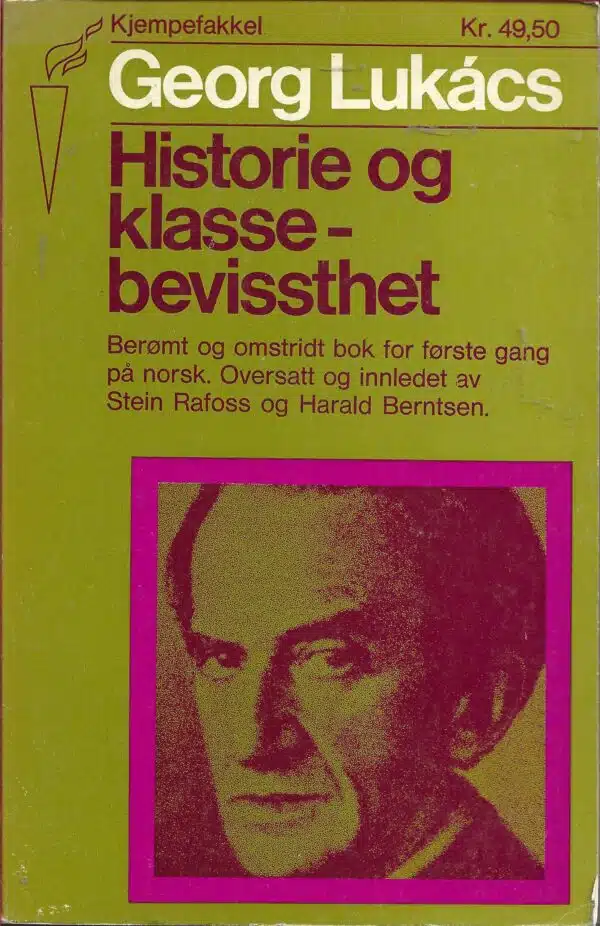 Kjempefakkel
Kr. 49,50
Georg Lukács
Historie og
klasse-
bevissthet
Berømt og omstridt bok for første gang
på norsk. Oversatt og innledet av
Stein Rafoss og Harald Berntsen.